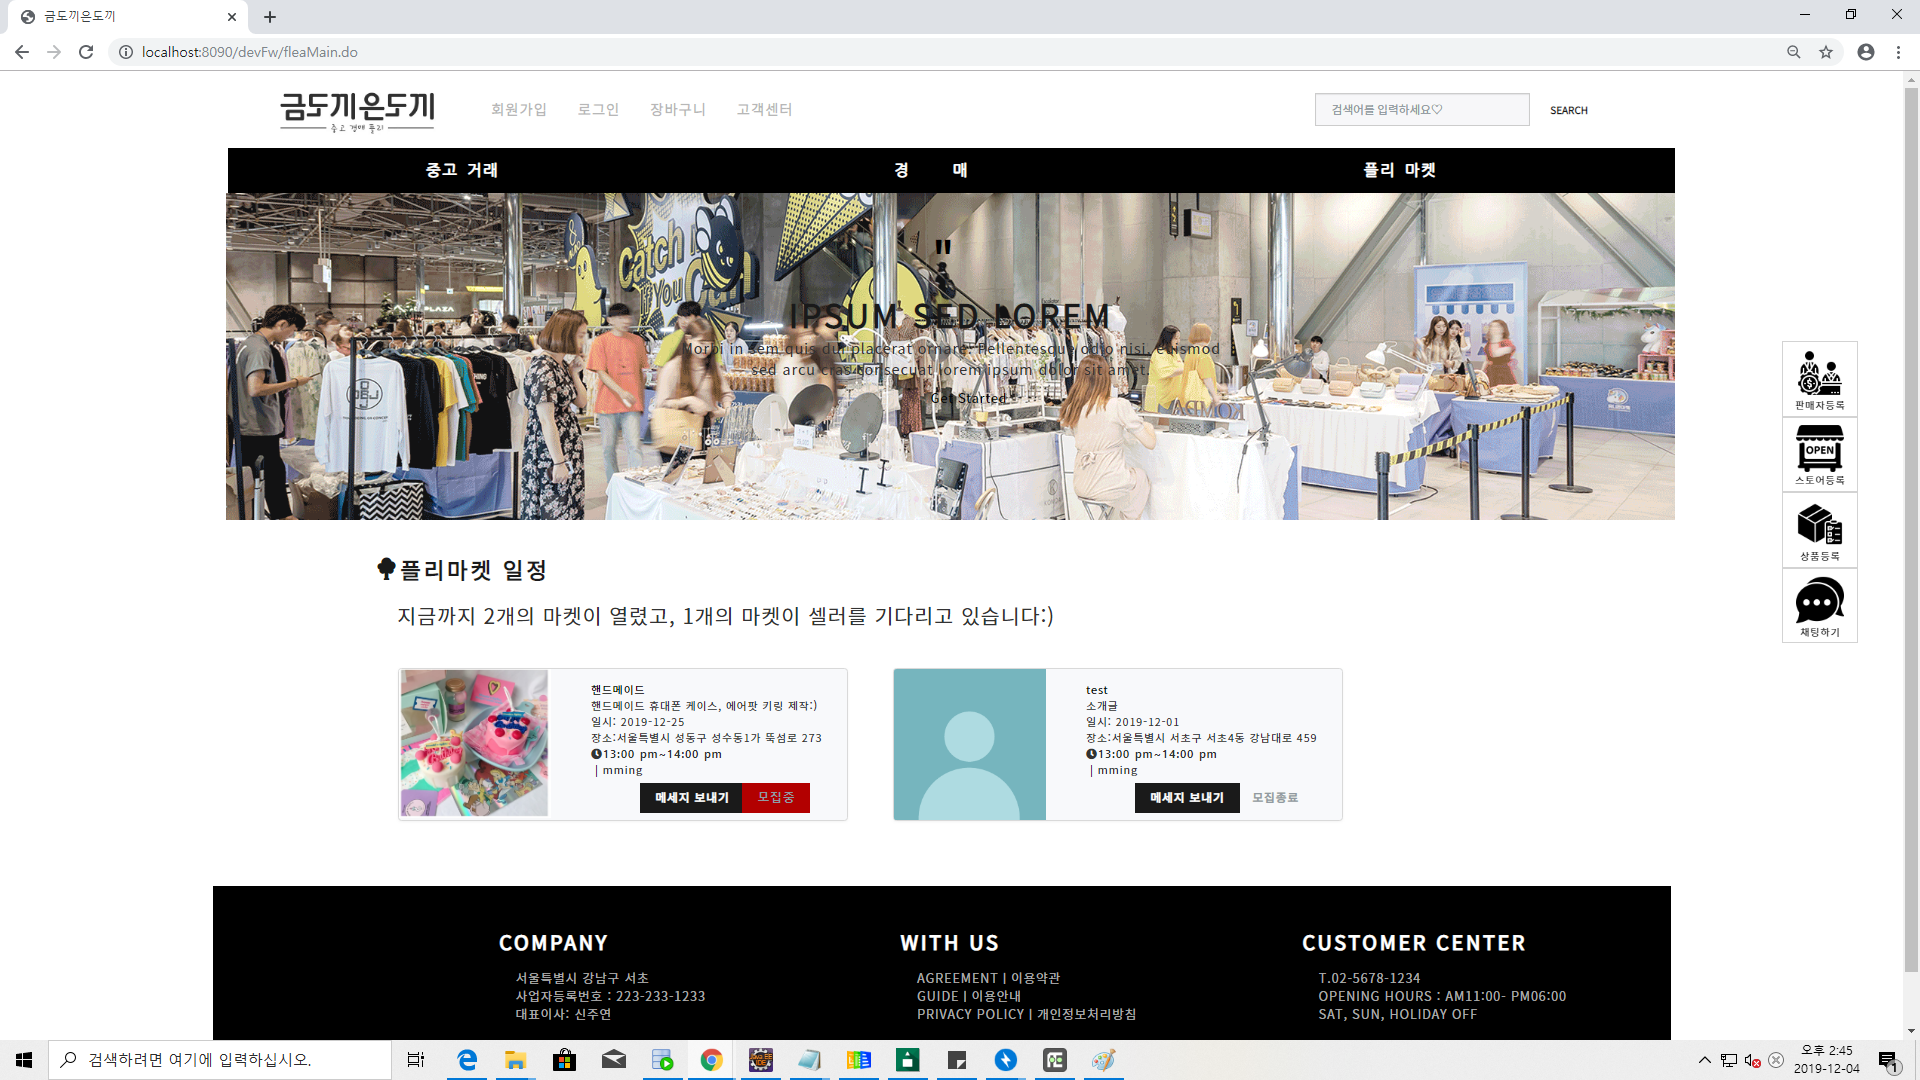 금도끼은도끼
localhost:8090/devFw/fleaMain.do
금도끼은도끼
중고 경매 플리
회원가입 로그인 장바구니 고객센터
검색어를 입력하세요♡ SEARCH
중고 거래 경 매 플리 마켓
Catch
If You Can
PLAZA
"
IPSUM SED LOREM
Morbi in sem quis dui placerat ornare. Pellentesque odio nisi, euismod
sed arcu cras consecuat lorem ipsum dolor sit amet.
Get Started
판매자등록
OPEN
스토어등록
상품등록
채팅하기
플리마켓 일정
지금까지 2개의 마켓이 열렸고, 1개의 마켓이 셀러를 기다리고 있습니다:)
핸드메이드
핸드메이드 휴대폰 케이스, 에어팟 키링 제작:)
일시: 2019-12-25
장소:서울특별시 성동구 성수동1가 뚝섬로 273
13:00 pm~14:00 pm
| mming
메세지 보내기 모집중
test
소개글
일시: 2019-12-01
장소:서울특별시 서초구 서초4동 강남대로 459
13:00 pm~14:00 pm
| mming
메세지 보내기 모집종료
COMPANY
서울특별시 강남구 서초
사업자등록번호 : 223-233-1233
대표이사: 신주연
WITH US
AGREEMENT | 이용약관
GUIDE | 이용안내
PRIVACY POLICY | 개인정보처리방침
CUSTOMER CENTER
T.02-5678-1234
OPENING HOURS : AM11:00- PM06:00
SAT, SUN, HOLIDAY OFF
검색하려면 여기에 입력하십시오.
오후 2:45
2019-12-04
1